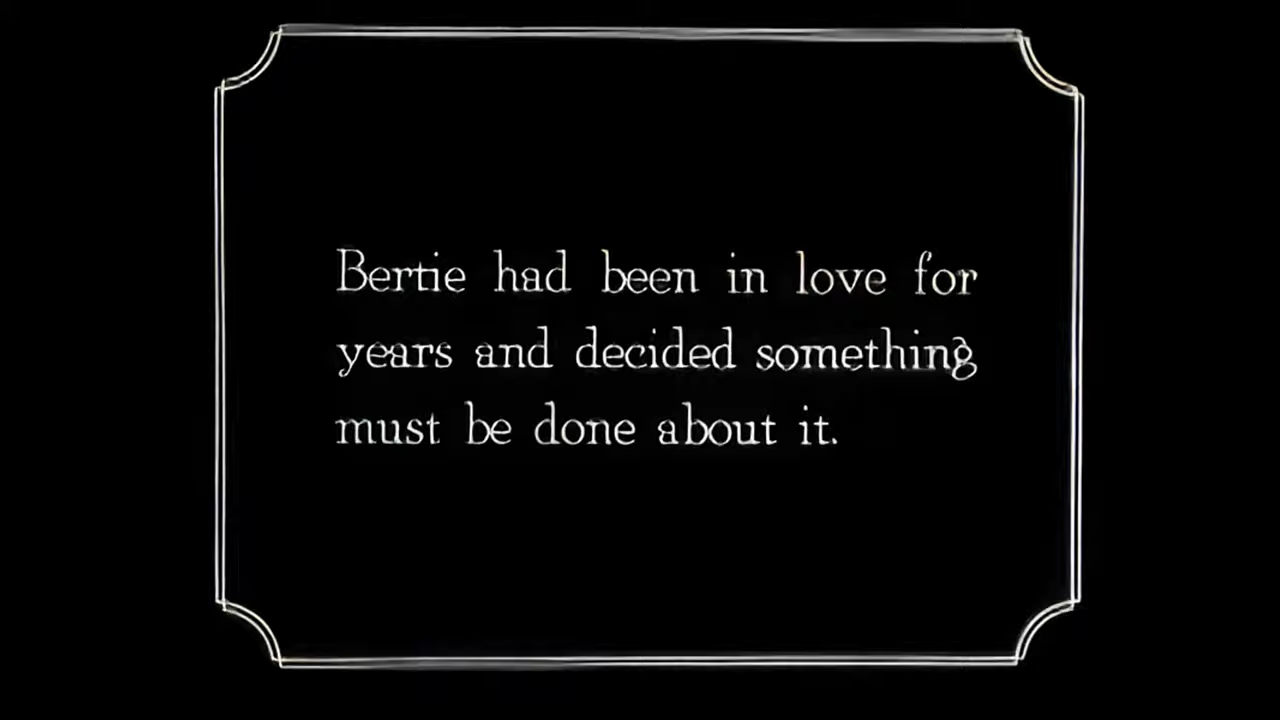 Bertie had been in love for
years and decided something
must be done about it.